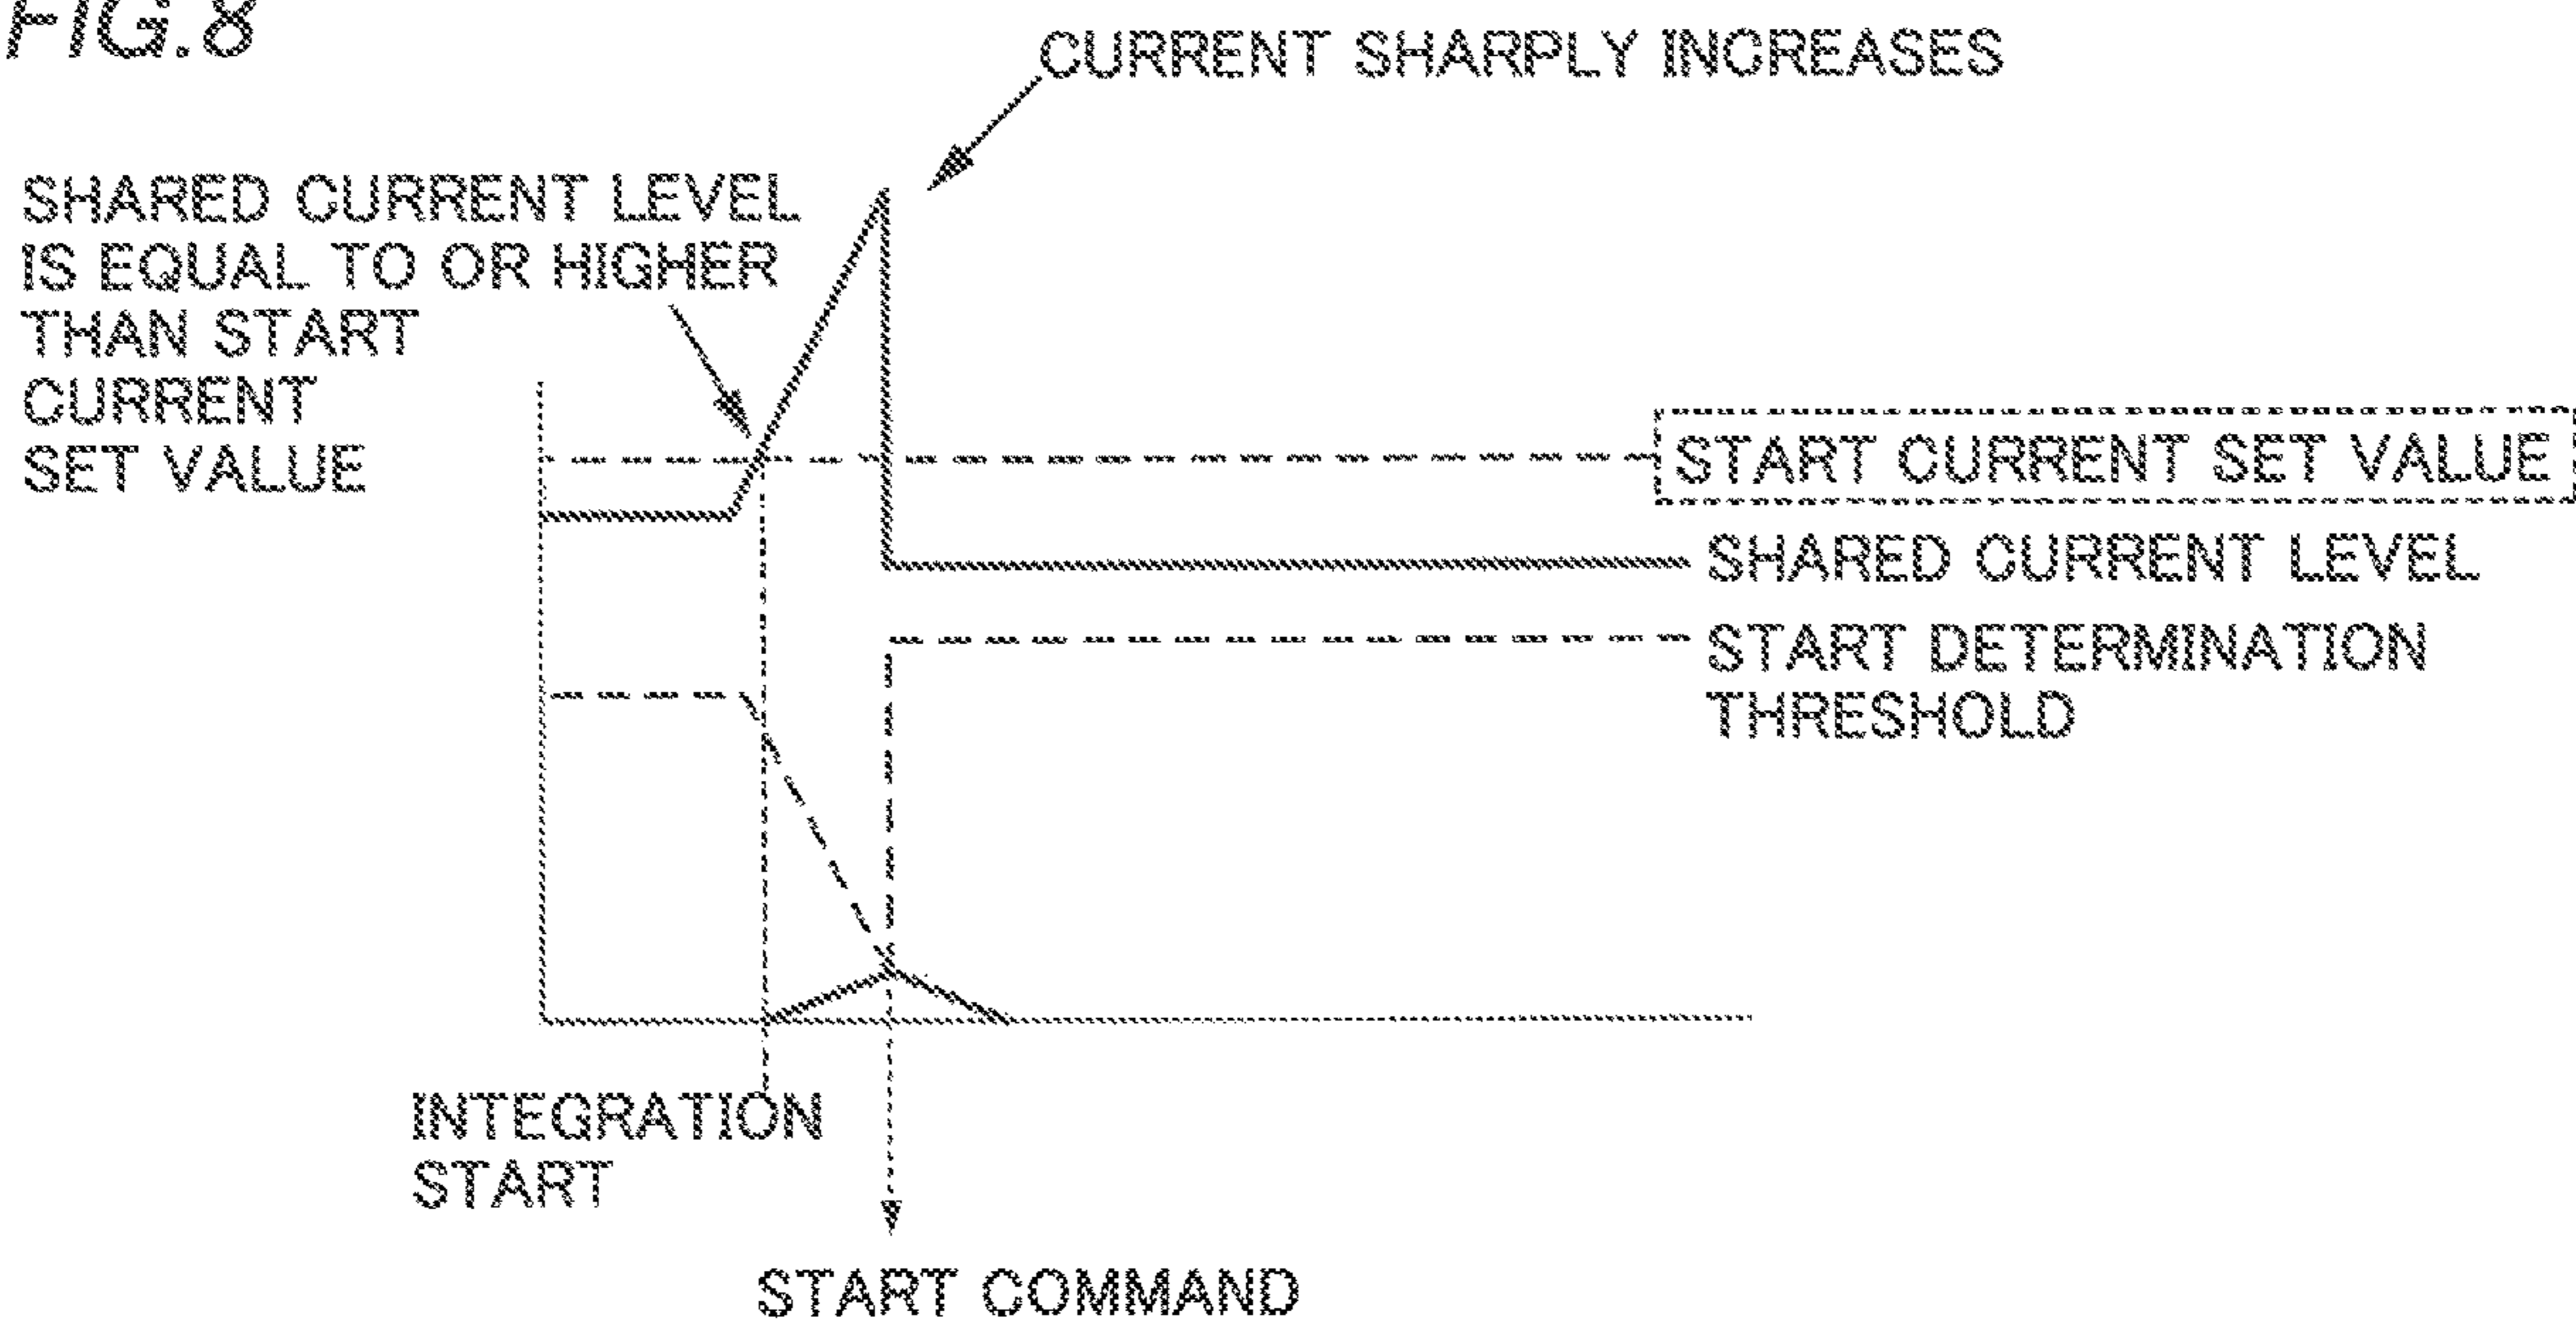 FIG.8
CURRENT SHARPLY INCREASES
SHARED CURRENT LEVEL
IS EQUAL TO OR HIGHER
THAN START
CURRENT
SET VALUE
START CURRENT SET VALUE
SHARED CURRENT LEVEL
START DETERMINATION
THRESHOLD
INTEGRATION
START
START COMMAND